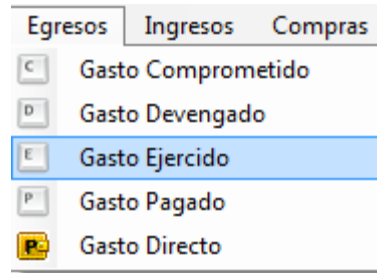 Egresos Ingresos Compras
C Gasto Comprometido
D Gasto Devengado
E Gasto Ejercido
P Gasto Pagado
P Gasto Directo